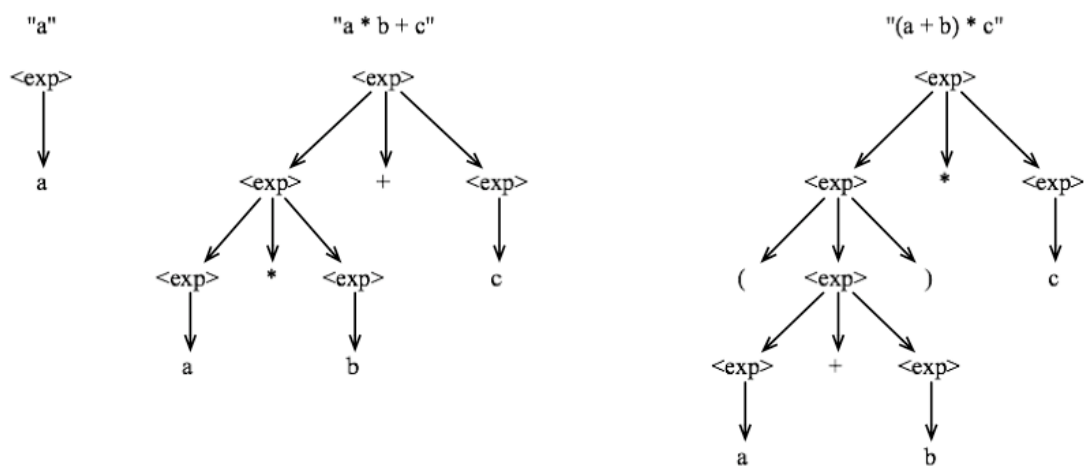 "a" "a * b + c" "(a + b) * c"
<exp> <exp> <exp>
a <exp> + <exp> <exp> * <exp>
<exp> * <exp> c ( <exp> ) c
a b <exp> + <exp>
a b